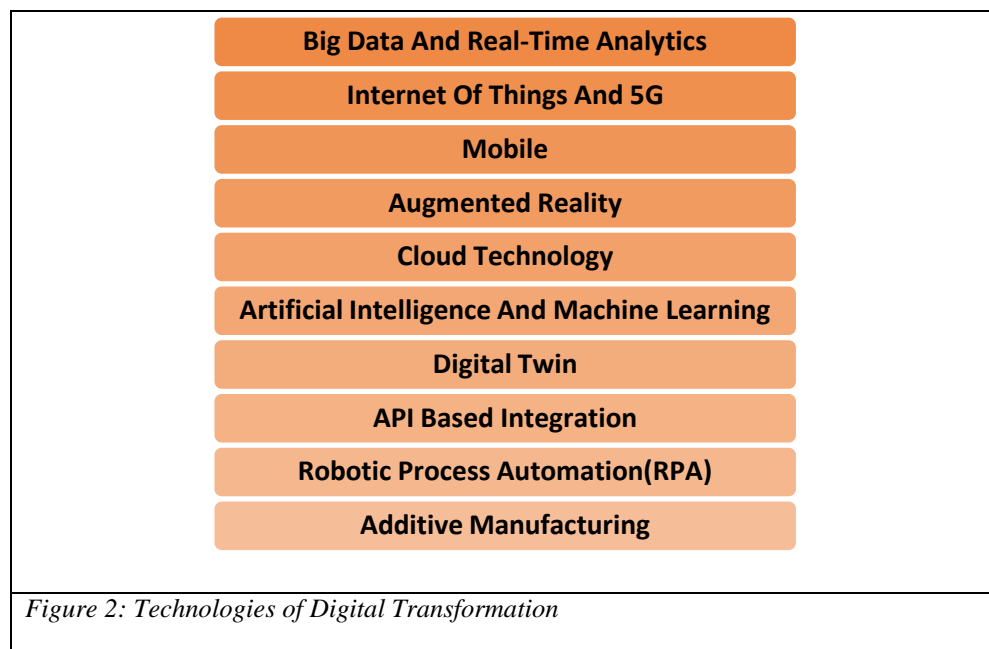 Big Data And Real-Time Analytics
Internet Of Things And 5G
Mobile
Augmented Reality
Cloud Technology
Artificial Intelligence And Machine Learning
Digital Twin
API Based Integration
Robotic Process Automation(RPA)
Additive Manufacturing
Figure 2: Technologies of Digital Transformation